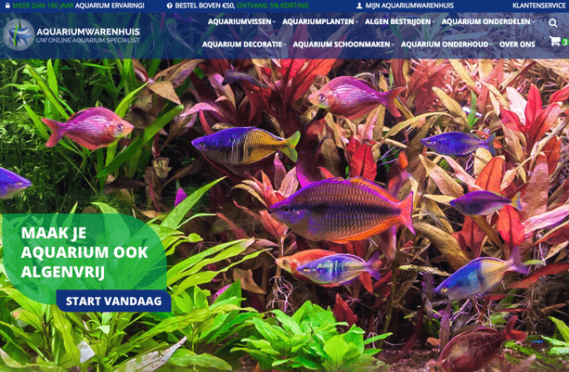 MEER DAN 100 JAAR AQUARIUM ERVARING! BESTEL BOVEN €50, ONTVANG 5% KORTING MIJN AQUARIUMWARENHUIS KLANTENSERVICE
AQUARIUMWARENHUIS
UW ONLINE AQUARIUM SPECIALIST
AQUARIUMVISSEN AQUARIUMPLANTEN ALGEN BESTRIJDEN AQUARIUM ONDERDELEN
AQUARIUM DECORATIE AQUARIUM SCHOONMAKEN AQUARIUM ONDERHOUD OVER ONS
3
MAAK JE
AQUARIUM OOK
ALGENVRIJ
START VANDAAG